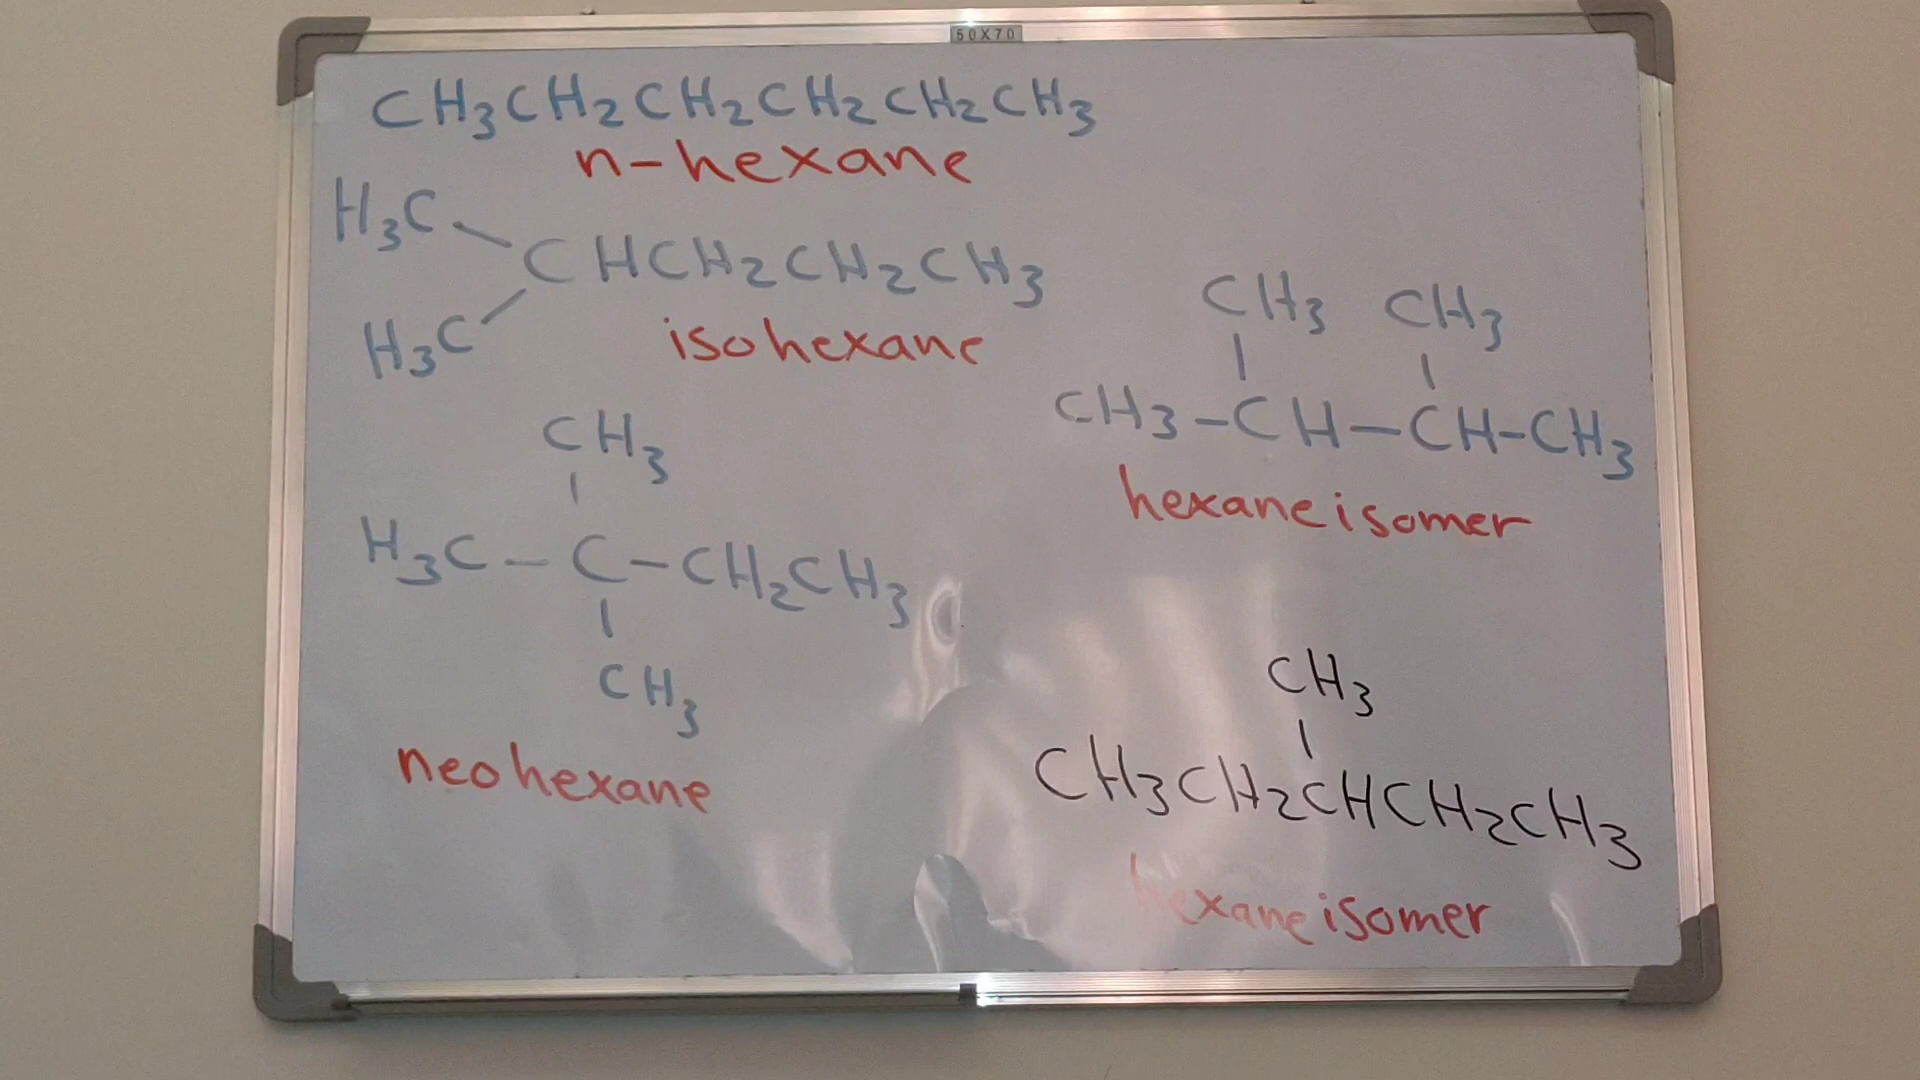 50X70
CH3CH2CH2CH2CH2CH3
n-hexane
H3C
CHCH2CH2CH3
H3C
isohexane
CH3
H3C-C-CH2CH3
CH3
neohexane
CH3 CH3
CH3-CH-CH-CH3
hexane isomer
CH3
CH3CH2CHCH2CH3
hexane isomer